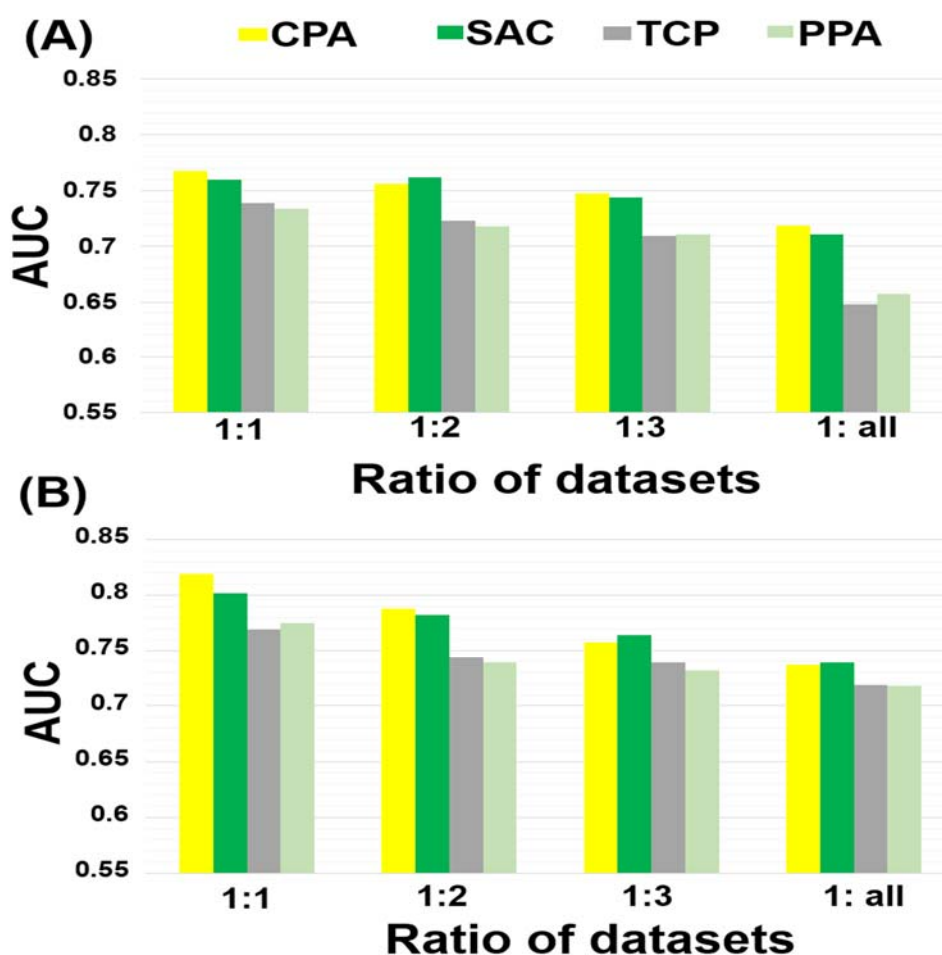 (A) CPA SAC TCP PPA
0.85
0.8
0.75
0.7
0.65
0.6
0.55
AUC
1:1 1:2 1:3 1: all
Ratio of datasets
(B)
0.85
0.8
0.75
0.7
0.65
0.6
0.55
AUC
1:1 1:2 1:3 1: all
Ratio of datasets